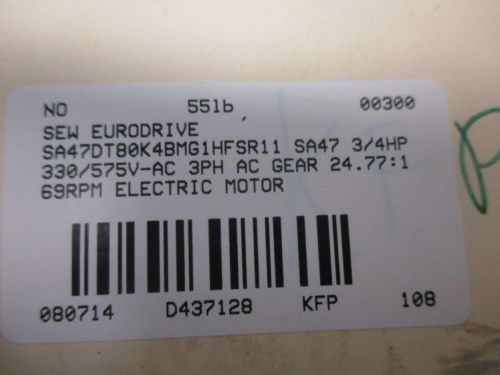 NO 551b 00300
SEW EURODRIVE
SA47DT80K4BMG1HFSR11 SA47 3/4HP
330/575V-AC 3PH AC GEAR 24.77:1
69RPM ELECTRIC MOTOR
080714 D437128 KFP 108